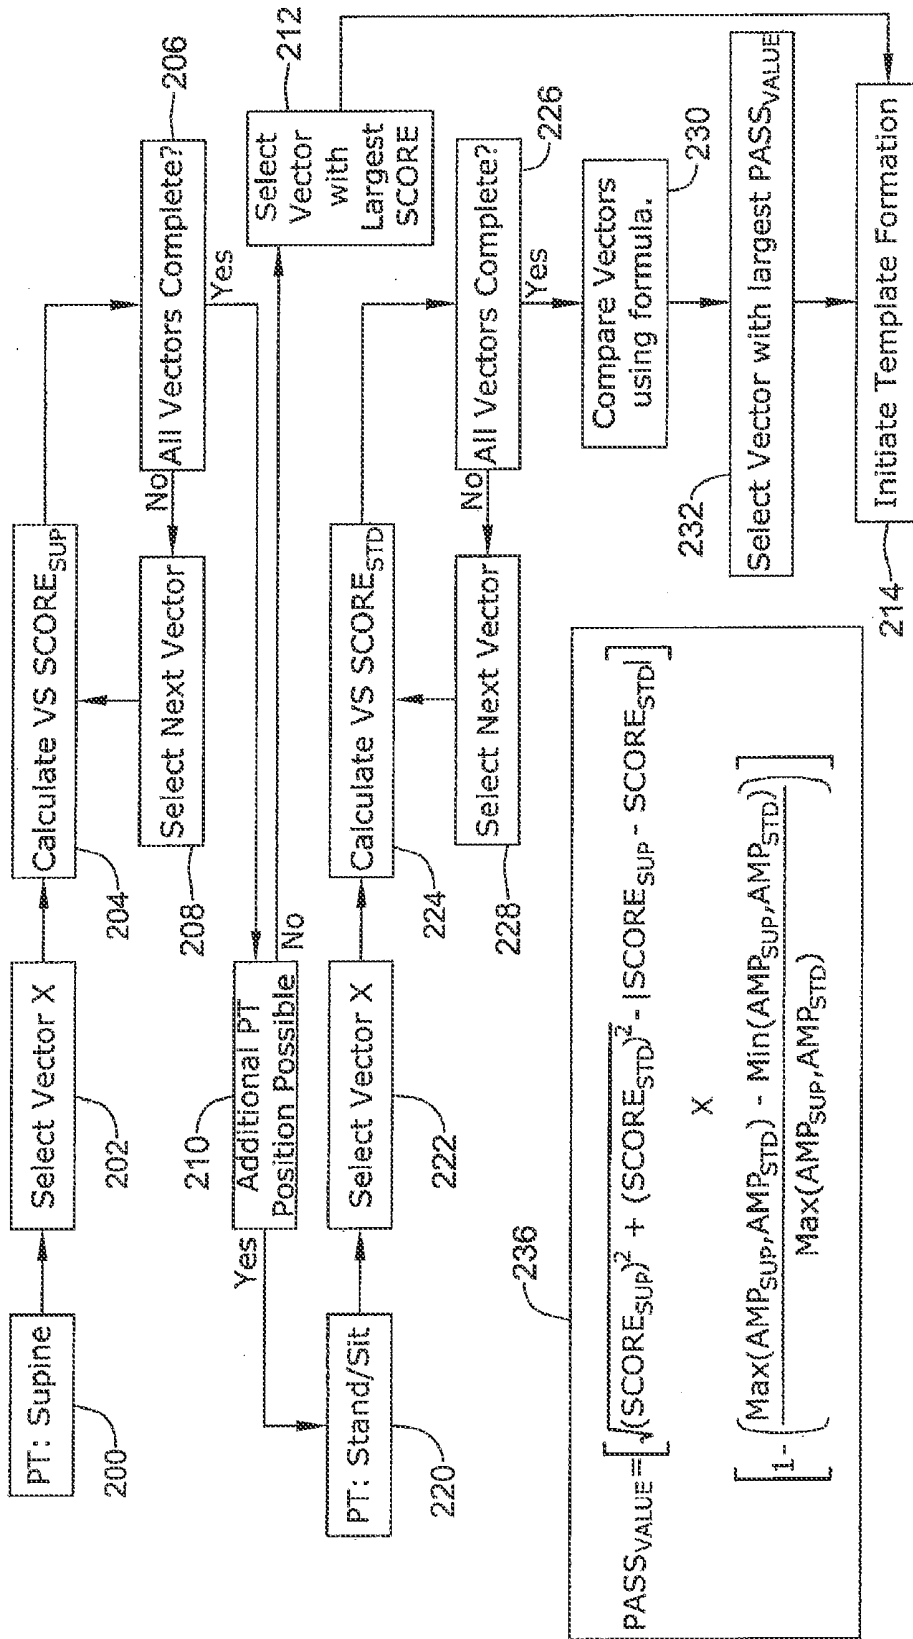 PT: Supine
200
Select Vector X
202
Calculate VS SCORE_SUP
204
All Vectors Complete?
206
No
Yes
Select Next Vector
208
Additional PT
Position Possible
210
Yes
No
Select
Vector
with
Largest
SCORE
212
PT: Stand/Sit
220
Select Vector X
222
Calculate VS SCORE_STD
224
All Vectors Complete?
226
No
Yes
Select Next Vector
228
Compare Vectors
using formula.
230
Select Vector with largest PASS_VALUE
232
Initiate Template Formation
214
236
PASS_VALUE=[√(SCORE_SUP)² + (SCORE_STD)² - |SCORE_SUP - SCORE_STD|]
X
[1-(Max(AMP_SUP,AMP_STD) - Min(AMP_SUP,AMP_STD)
Max(AMP_SUP,AMP_STD))]